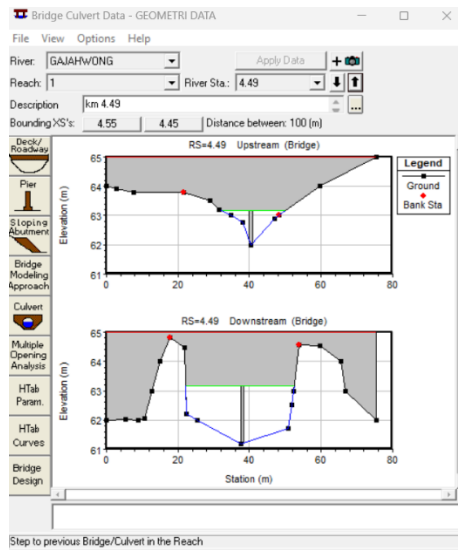 Bridge Culvert Data - GEOMETRI DATA
File View Options Help
River: GAJAHWONG Apply Data
Reach: 1 River Sta.: 4.49
Description km 4.49 ...
Bounding XS's: 4.55 4.45 Distance between: 100 (m)
Deck/
Roadway
Pier
Sloping
Abutment
Bridge
Modeling
Approach
Culvert
Multiple
Opening
Analysis
HTab
Param.
HTab
Curves
Bridge
Design
RS=4.49 Upstream (Bridge)
Elevation (m)
65
64
63
62
61
0 20 40 60 80
Legend
Ground
Bank Sta
RS=4.49 Downstream (Bridge)
Elevation (m)
65
64
63
62
61
0 20 40 60 80
Station (m)
Step to previous Bridge/Culvert in the Reach